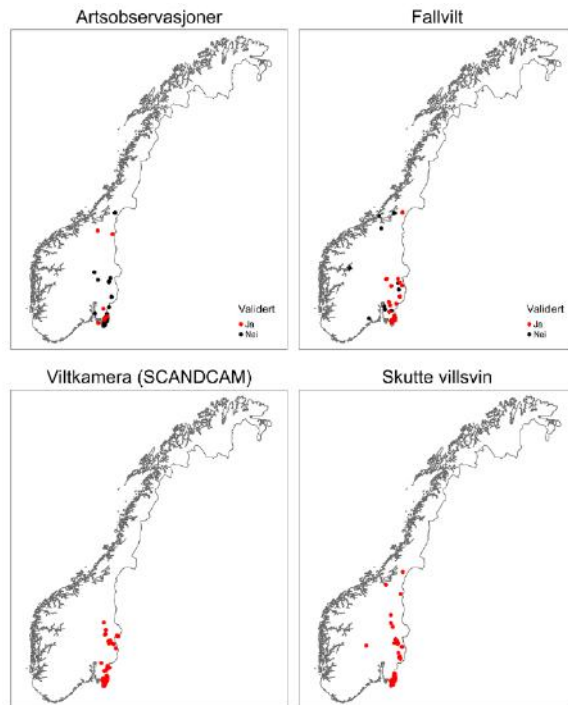 Artsobservasjoner
Fallvilt
Validert
Ja
Nei
Validert
Ja
Nei
Viltkamera (SCANDCAM)
Skutte villsvin